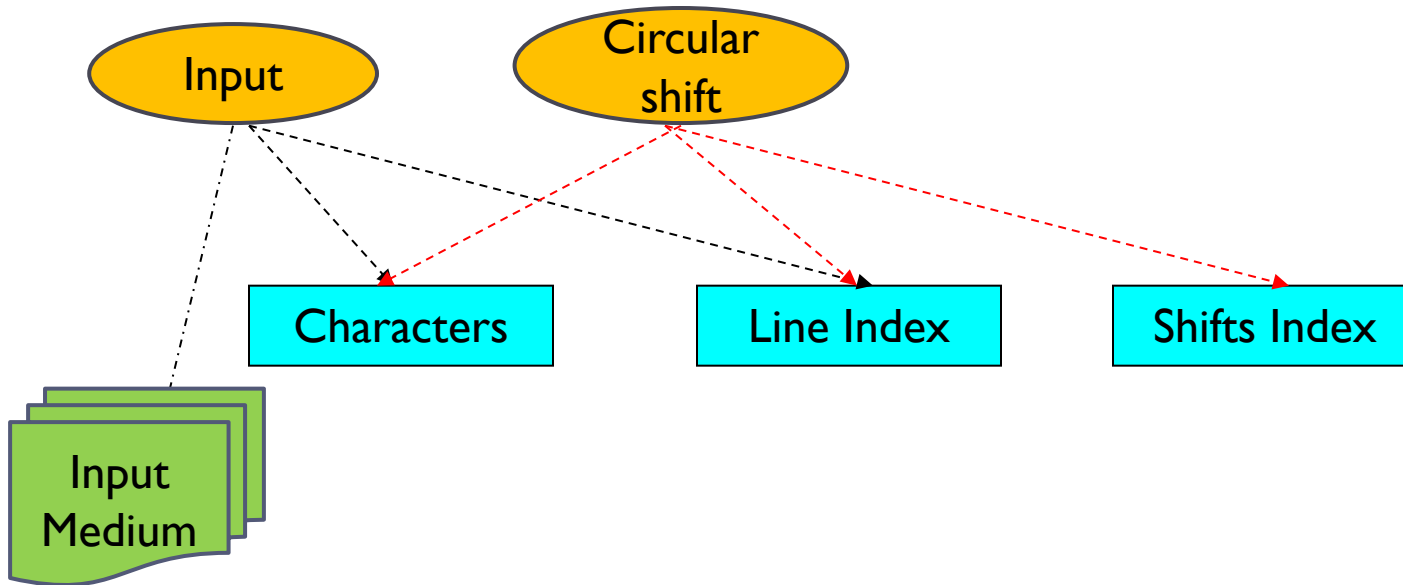 Input
Circular
shift
Characters
Line Index
Shifts Index
Input
Medium